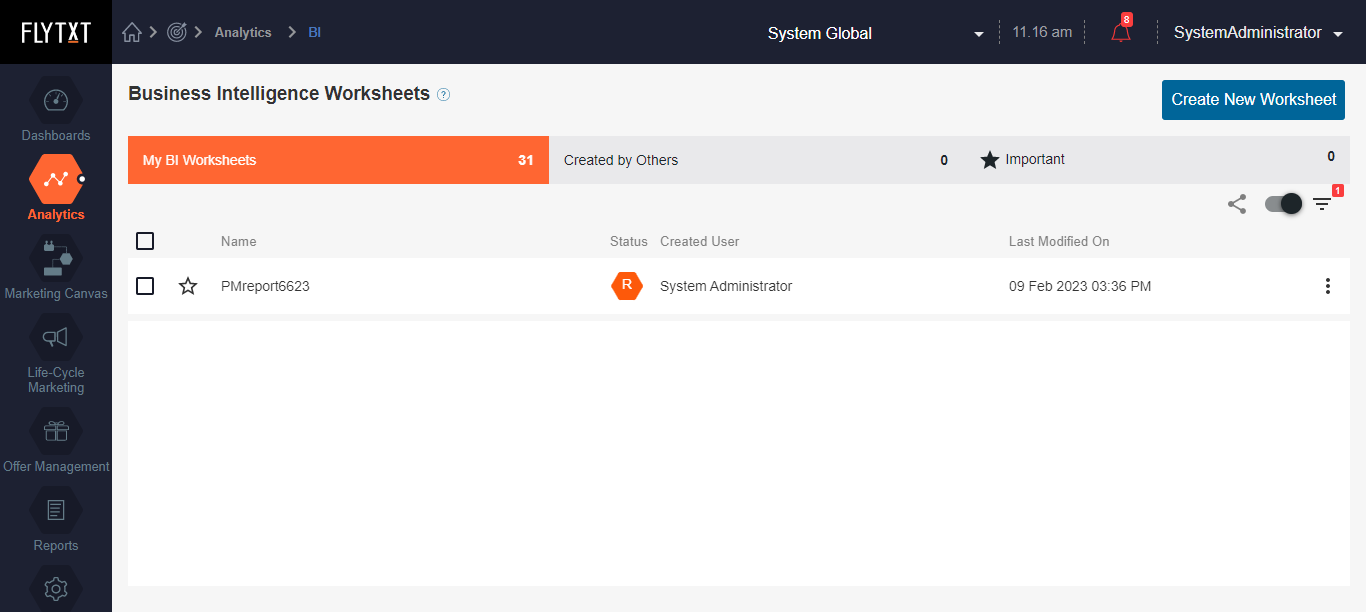 FLYTXT
Analytics
BI
System Global
11.16 am
8
SystemAdministrator
Dashboards
Analytics
Marketing Canvas
Life-Cycle
Marketing
Offer Management
Reports
Business Intelligence Worksheets ?
Create New Worksheet
My BI Worksheets 31
Created by Others 0
Important 0
1
Name Status Created User Last Modified On
PMreport6623 R System Administrator 09 Feb 2023 03:36 PM